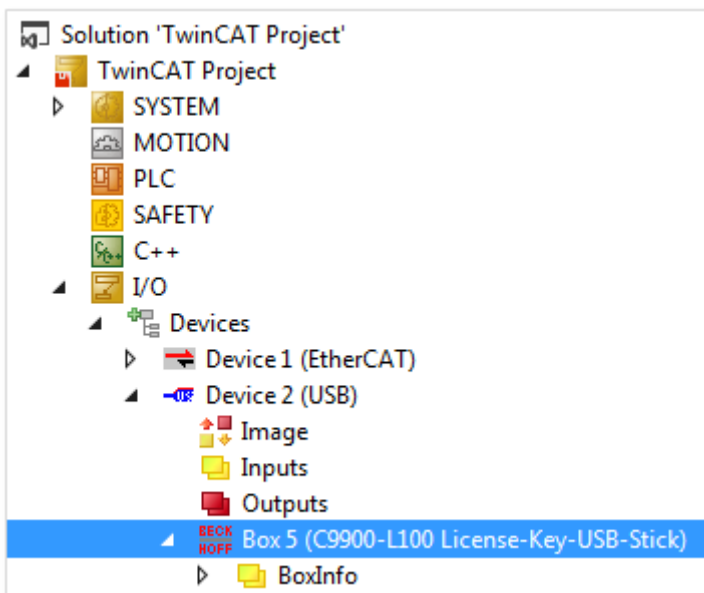 Solution 'TwinCAT Project'
TwinCAT Project
SYSTEM
MOTION
PLC
SAFETY
C++
I/O
Devices
Device 1 (EtherCAT)
Device 2 (USB)
Image
Inputs
Outputs
BECK
HOFF
Box 5 (C9900-L100 License-Key-USB-Stick)
BoxInfo